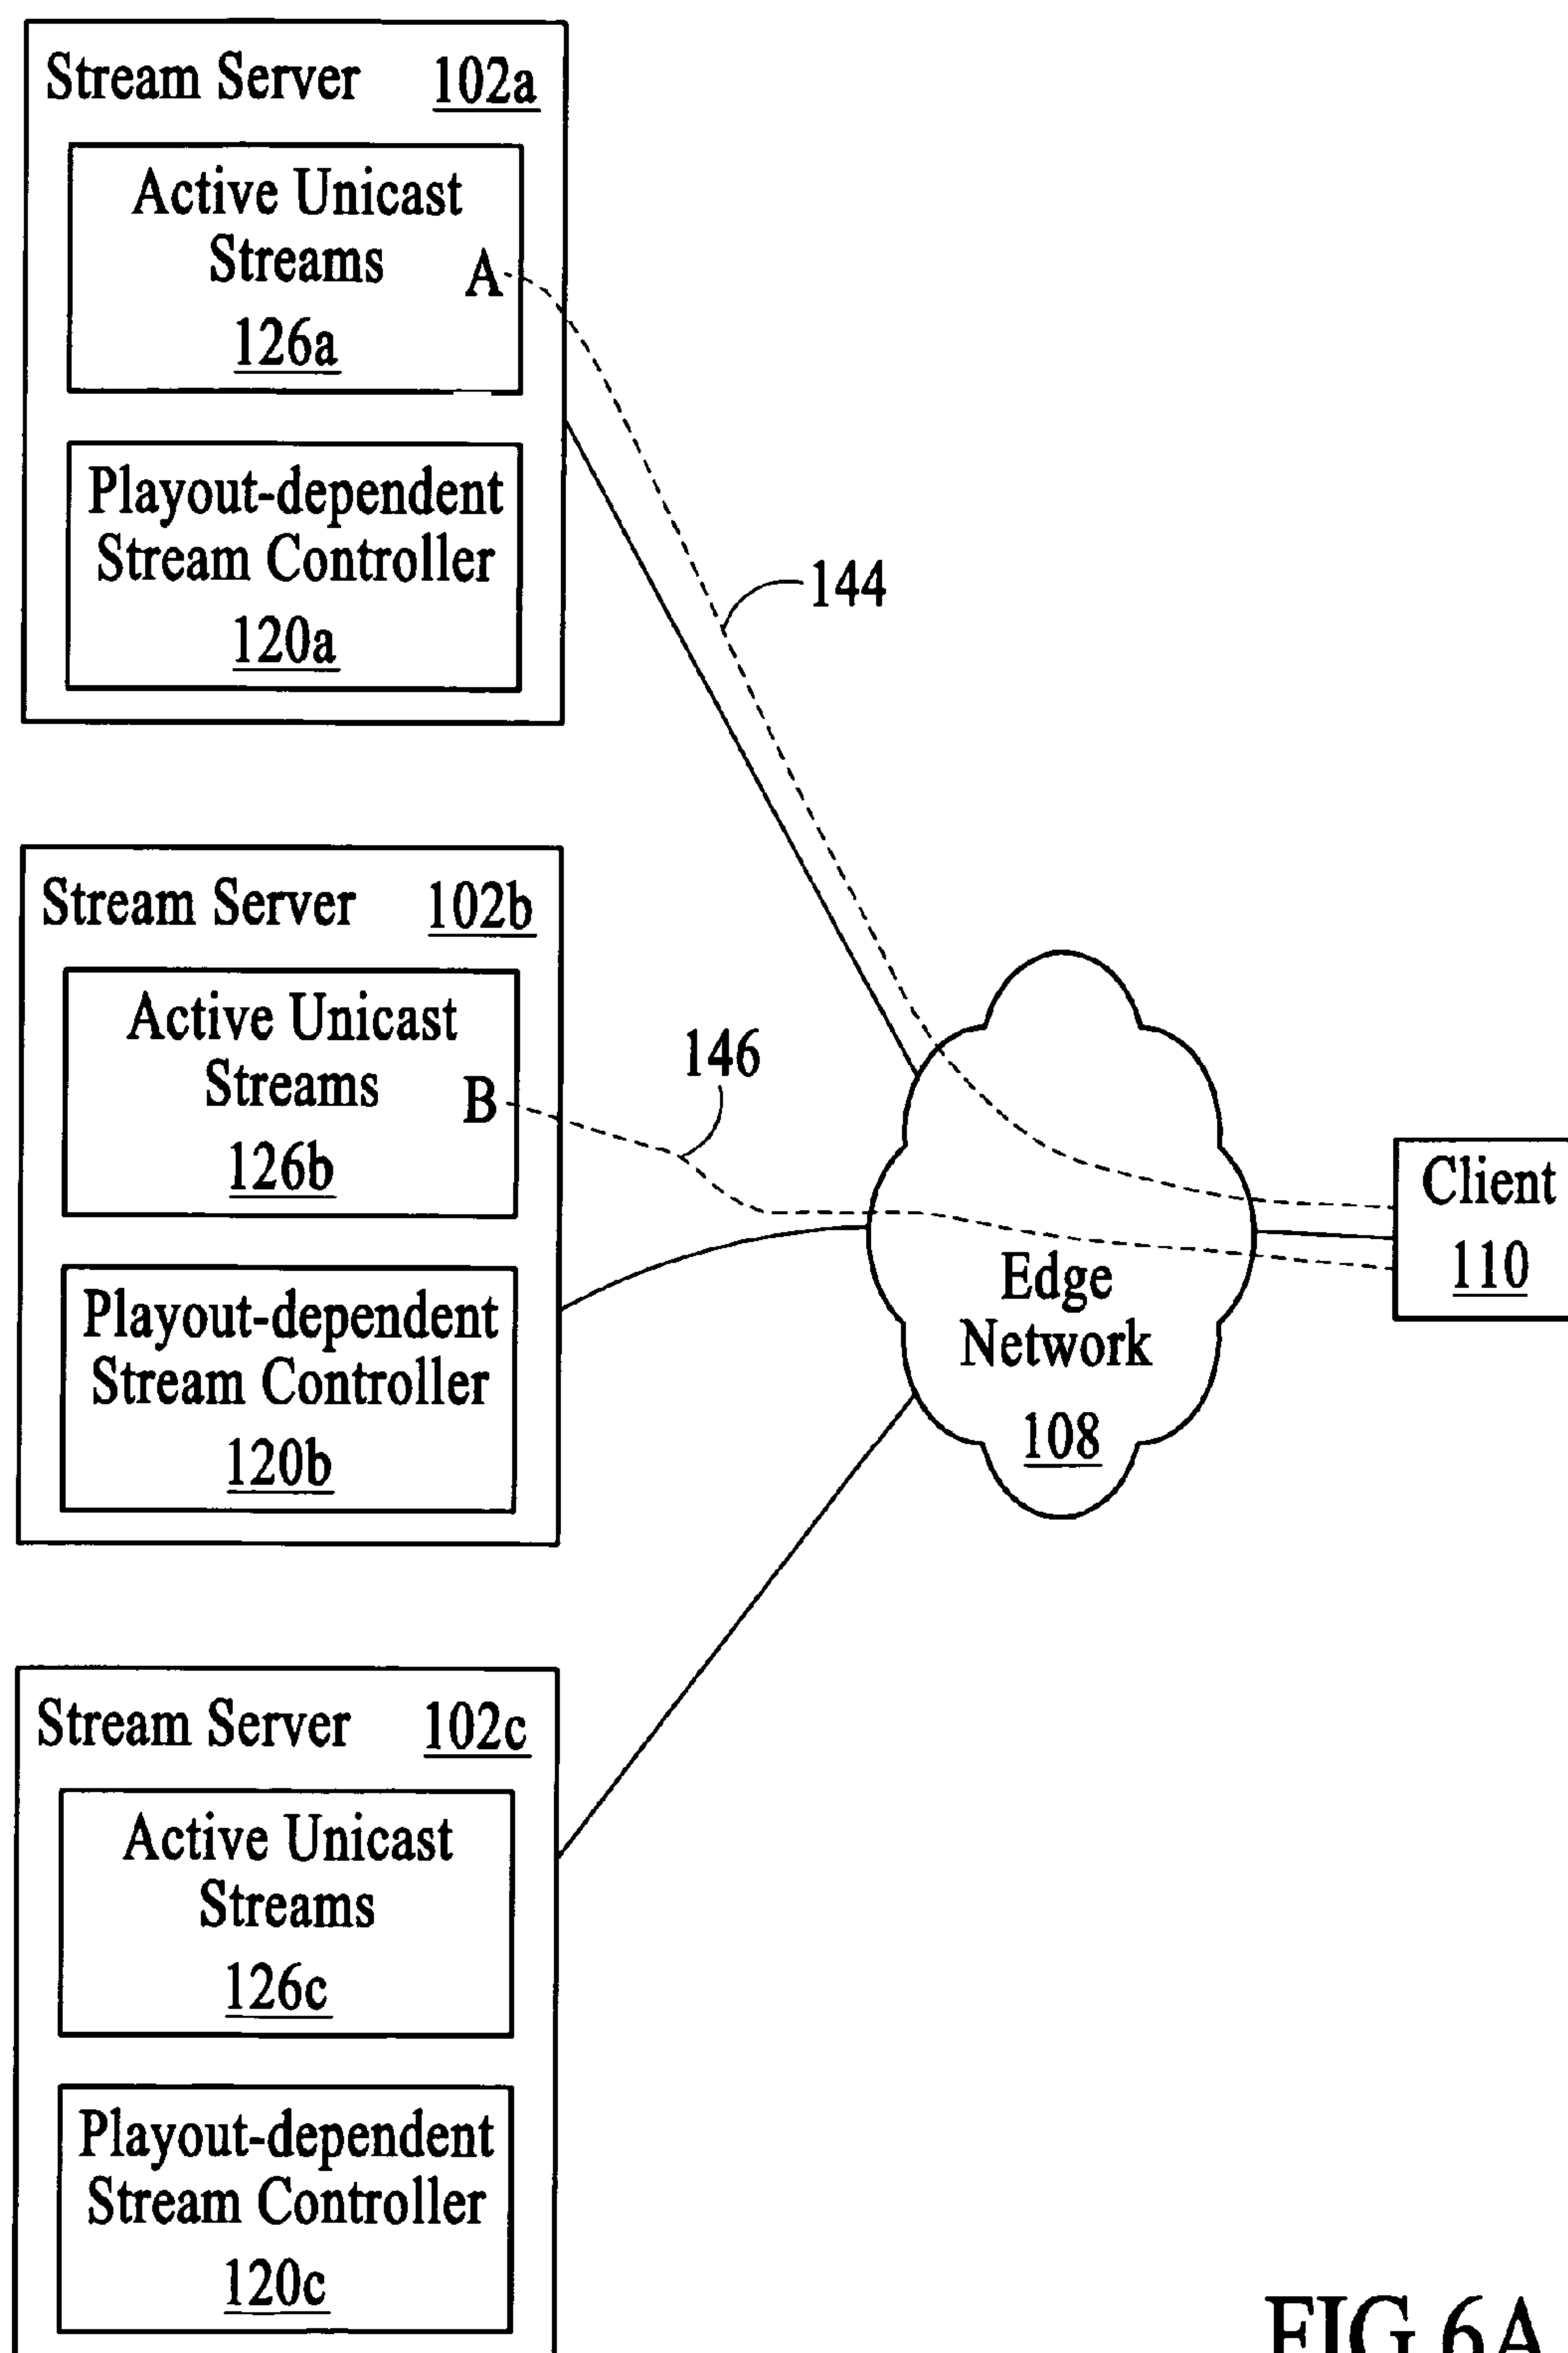 Stream Server 102a
Active Unicast
Streams
A
126a
Playout-dependent
Stream Controller
120a
144
Stream Server 102b
Active Unicast
Streams
B
126b
146
Playout-dependent
Stream Controller
120b
Edge
Network
108
Client
110
Stream Server 102c
Active Unicast
Streams
126c
Playout-dependent
Stream Controller
120c
FIG.6A